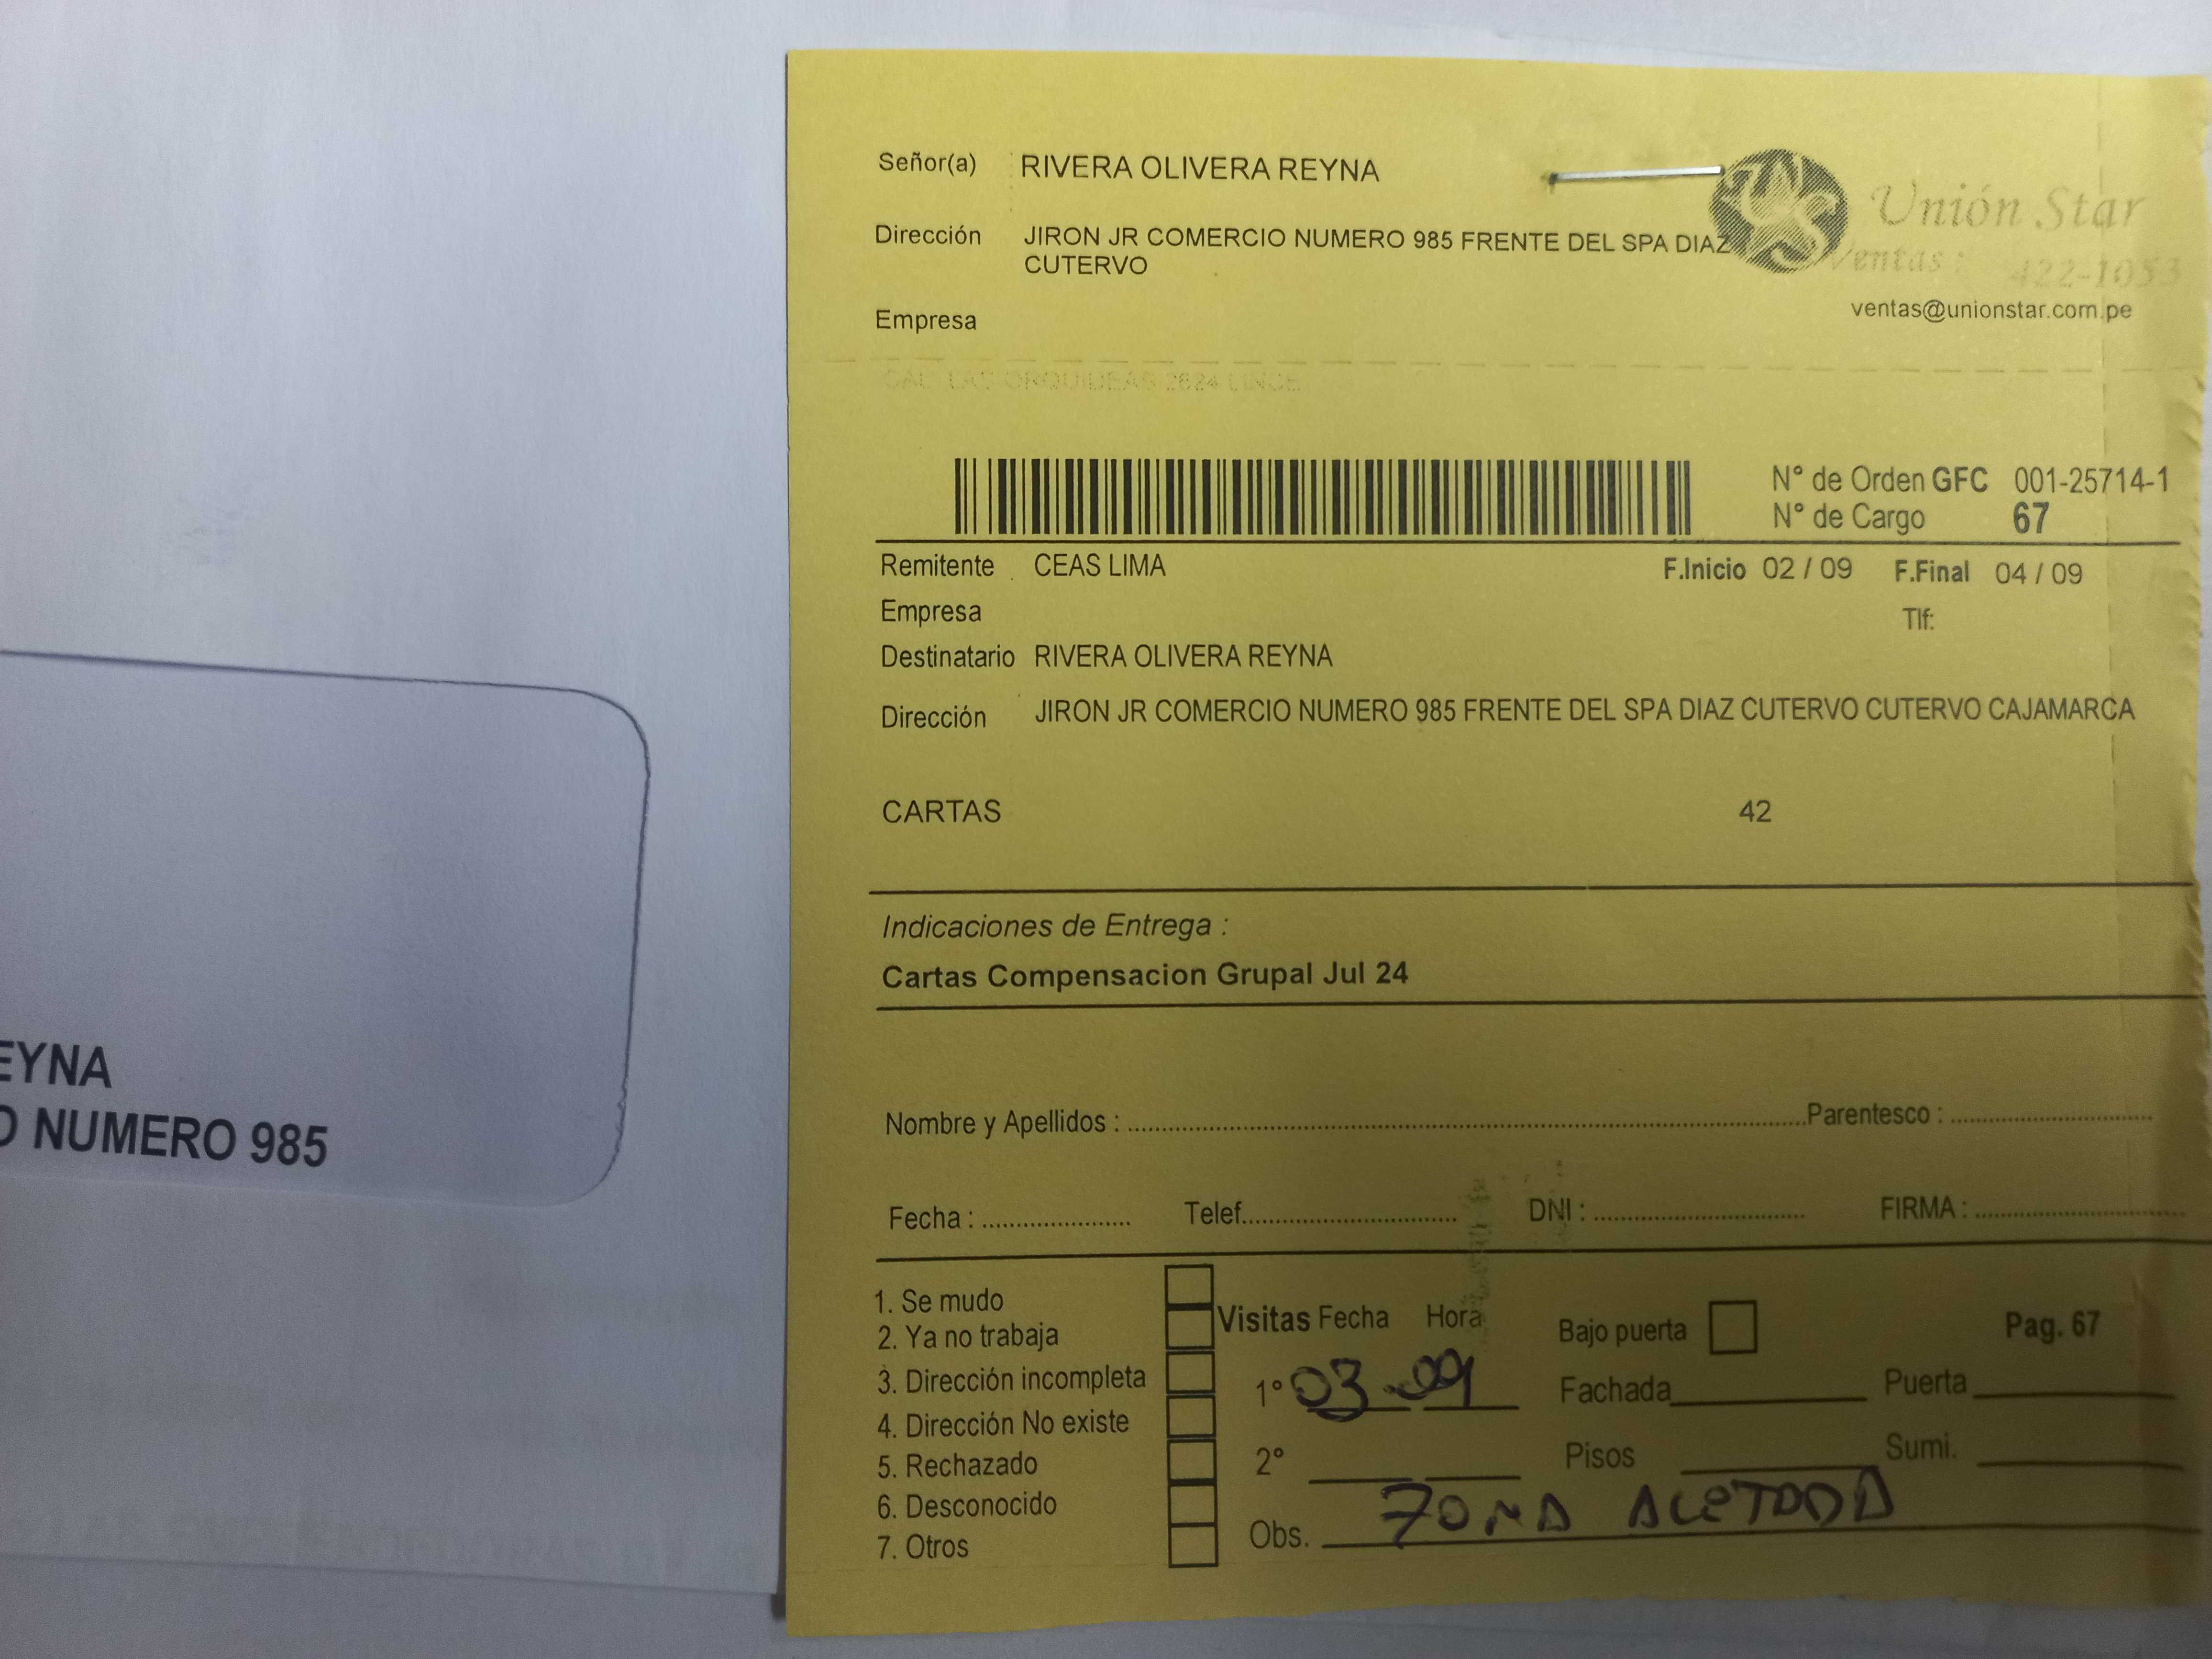 Señor(a) RIVERA OLIVERA REYNA
Unión Star
Dirección JIRON JR COMERCIO NUMERO 985 FRENTE DEL SPA DIAZ
CUTERVO
Ventas: 422-1053
ventas@unionstar.com.pe
Empresa
CAL LAS ORQUIDEAS 2624 LINCE
N° de Orden GFC 001-25714-1
N° de Cargo 67
Remitente CEAS LIMA F.Inicio 02 / 09 F.Final 04 / 09
Empresa Tlf:
Destinatario RIVERA OLIVERA REYNA
Dirección JIRON JR COMERCIO NUMERO 985 FRENTE DEL SPA DIAZ CUTERVO CUTERVO CAJAMARCA
CARTAS 42
Indicaciones de Entrega :
Cartas Compensacion Grupal Jul 24
Nombre y Apellidos : Parentesco :
Fecha : Telef. DNI : FIRMA :
1. Se mudo
2. Ya no trabaja
3. Dirección incompleta
4. Dirección No existe
5. Rechazado
6. Desconocido
7. Otros
Visitas Fecha Hora
1° 03.09
2°
Bajo puerta Pag. 67
Fachada Puerta
Pisos Sumi.
Obs. ZONA
EYNA
O NUMERO 985